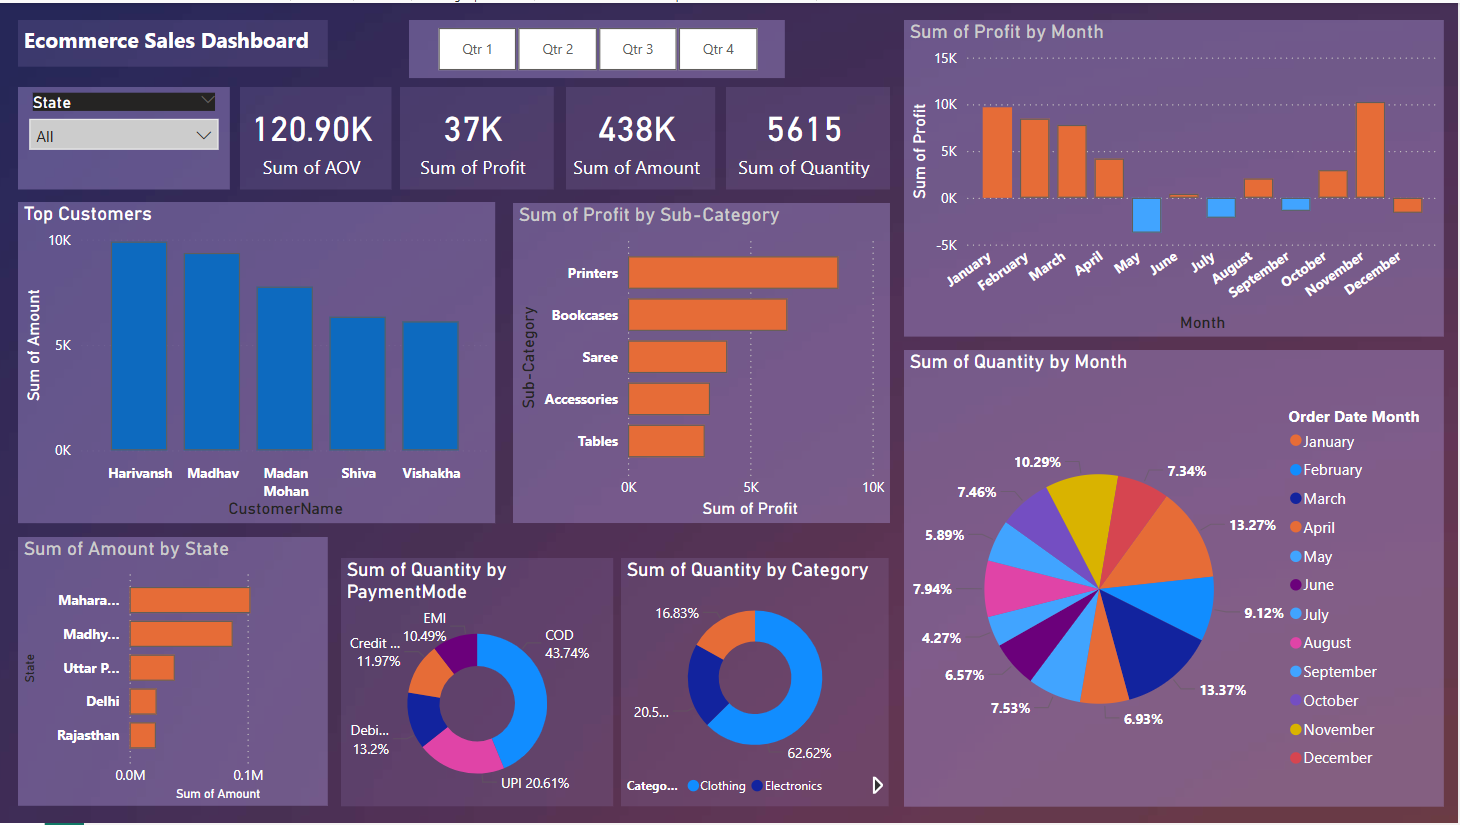 Ecommerce Sales Dashboard
Qtr 1
Qtr 2
Qtr 3
Qtr 4
State
All
120.90K
Sum of AOV
37K
Sum of Profit
438K
Sum of Amount
5615
Sum of Quantity
Top Customers
Sum of Amount
10K
5K
0K
Harivansh
Madhav
Madan
Mohan
Shiva
Vishakha
CustomerName
Sum of Profit by Sub-Category
Sub-Category
Printers
Bookcases
Saree
Accessories
Tables
0K
5K
10K
Sum of Profit
Sum of Profit by Month
Sum of Profit
15K
10K
5K
0K
-5K
January
February
March
April
May
June
July
August
September
October
November
December
Month
Sum of Amount by State
State
Mahara...
Madhy...
Uttar P...
Delhi
Rajasthan
0.0M
0.1M
Sum of Amount
Sum of Quantity by
PaymentMode
EMI
10.49%
COD
43.74%
Credit ...
11.97%
Debi...
13.2%
UPI 20.61%
Sum of Quantity by Category
16.83%
20.5...
62.62%
Catego...
Clothing
Electronics
Sum of Quantity by Month
10.29%
7.34%
7.46%
13.27%
5.89%
7.94%
9.12%
4.27%
6.57%
13.37%
7.53%
6.93%
Order Date Month
January
February
March
April
May
June
July
August
September
October
November
December